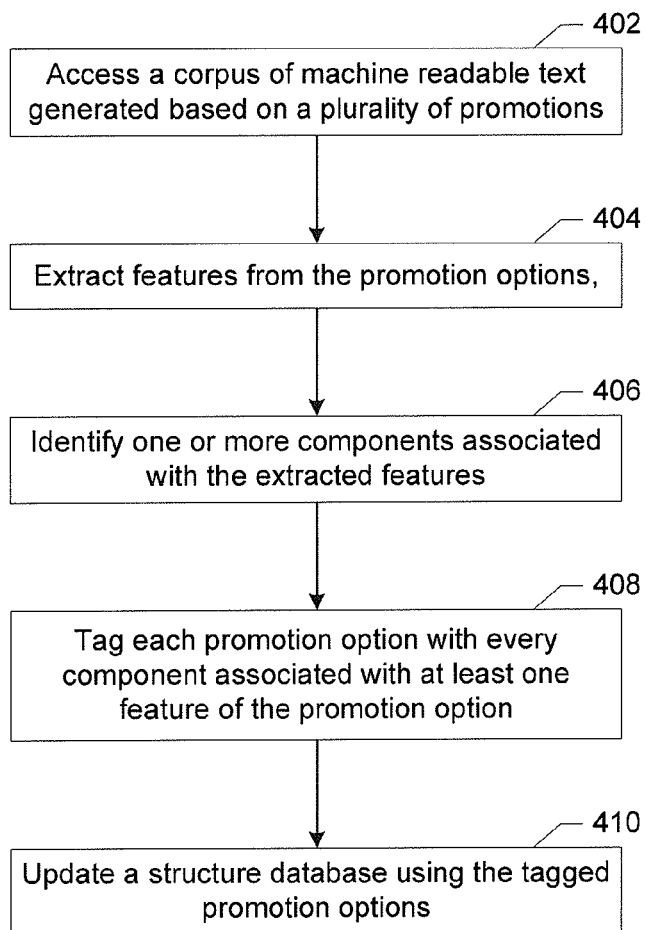 402
Access a corpus of machine readable text
generated based on a plurality of promotions
404
Extract features from the promotion options,
406
Identify one or more components associated
with the extracted features
408
Tag each promotion option with every
component associated with at least one
feature of the promotion option
410
Update a structure database using the tagged
promotion options